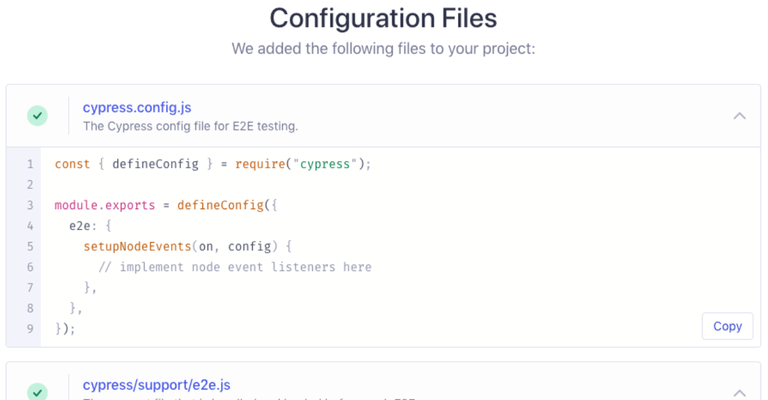 Configuration Files
We added the following files to your project:
cypress.config.js
The Cypress config file for E2E testing.
1 const { defineConfig } = require("cypress");
2
3 module.exports = defineConfig({
4   e2e: {
5     setupNodeEvents(on, config) {
6       // implement node event listeners here
7     },
8   },
9 });
Copy
cypress/support/e2e.js